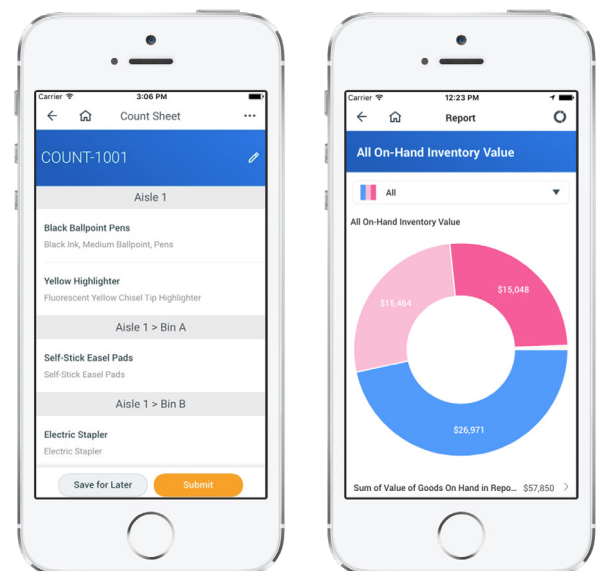 Carrier 3:06 PM
Count Sheet
COUNT-1001
Aisle 1
Black Ballpoint Pens
Black Ink, Medium Ballpoint, Pens
Yellow Highlighter
Fluorescent Yellow Chisel Tip Highlighter
Aisle 1 > Bin A
Self-Stick Easel Pads
Self-Stick Easel Pads
Aisle 1 > Bin B
Electric Stapler
Electric Stapler
Save for Later Submit
Carrier 12:23 PM
Report
All On-Hand Inventory Value
All
All On-Hand Inventory Value
$15,048
$15,464
$26,971
Sum of Value of Goods On Hand in Repo... $57,850 >